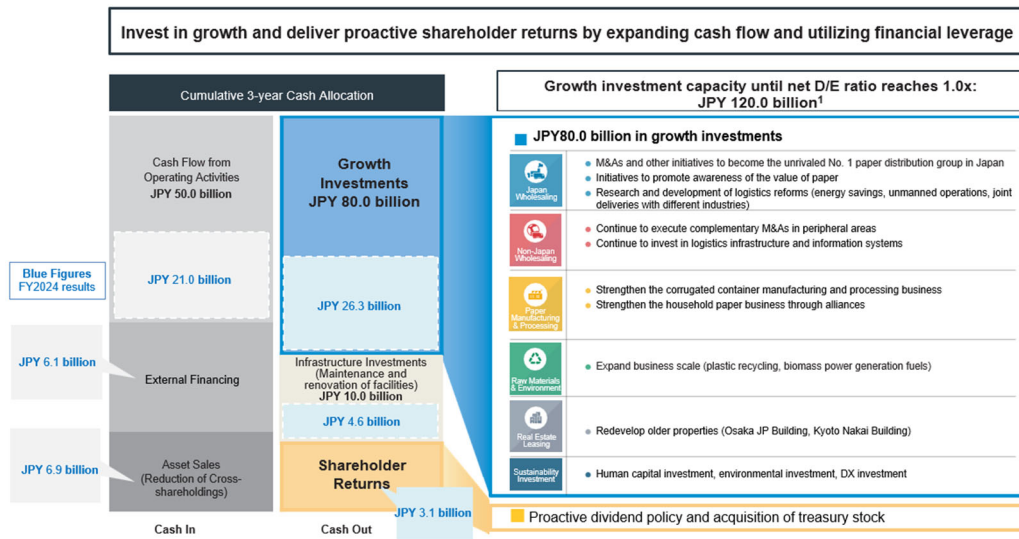 Invest in growth and deliver proactive shareholder returns by expanding cash flow and utilizing financial leverage
Cumulative 3-year Cash Allocation
Cash Flow from
Operating Activities
JPY 50.0 billion
JPY 21.0 billion
Blue Figures
FY2024 results
JPY 6.1 billion
External Financing
JPY 6.9 billion
Asset Sales
(Reduction of Cross-
shareholdings)
Cash In
Growth
Investments
JPY 80.0 billion
JPY 26.3 billion
Infrastructure Investments
(Maintenance and
renovation of facilities)
JPY 10.0 billion
JPY 4.6 billion
Shareholder
Returns
JPY 3.1 billion
Cash Out
Growth investment capacity until net D/E ratio reaches 1.0x:
JPY 120.0 billion1
JPY80.0 billion in growth investments
Japan
Wholesaling
M&As and other initiatives to become the unrivaled No. 1 paper distribution group in Japan
Initiatives to promote awareness of the value of paper
Research and development of logistics reforms (energy savings, unmanned operations, joint
deliveries with different industries)
Non-Japan
Wholesaling
Continue to execute complementary M&As in peripheral areas
Continue to invest in logistics infrastructure and information systems
Paper
Manufacturing
& Processing
Strengthen the corrugated container manufacturing and processing business
Strengthen the household paper business through alliances
Raw Materials
& Environment
Expand business scale (plastic recycling, biomass power generation fuels)
Real Estate
Leasing
Redevelop older properties (Osaka JP Building, Kyoto Nakai Building)
Sustainability
Investment
Human capital investment, environmental investment, DX investment
Proactive dividend policy and acquisition of treasury stock